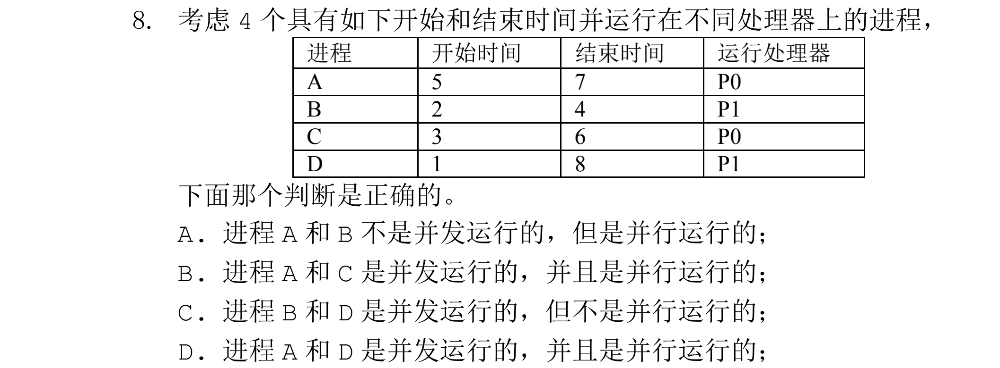 8. 考虑 4 个具有如下开始和结束时间并运行在不同处理器上的进程，
进程 开始时间 结束时间 运行处理器
A 5 7 P0
B 2 4 P1
C 3 6 P0
D 1 8 P1
下面那个判断是正确的。
A. 进程 A 和 B 不是并发运行的，但是并行运行的；
B. 进程 A 和 C 是并发运行的，并且是并行运行的；
C. 进程 B 和 D 是并发运行的，但不是并行运行的；
D. 进程 A 和 D 是并发运行的，并且是并行运行的；